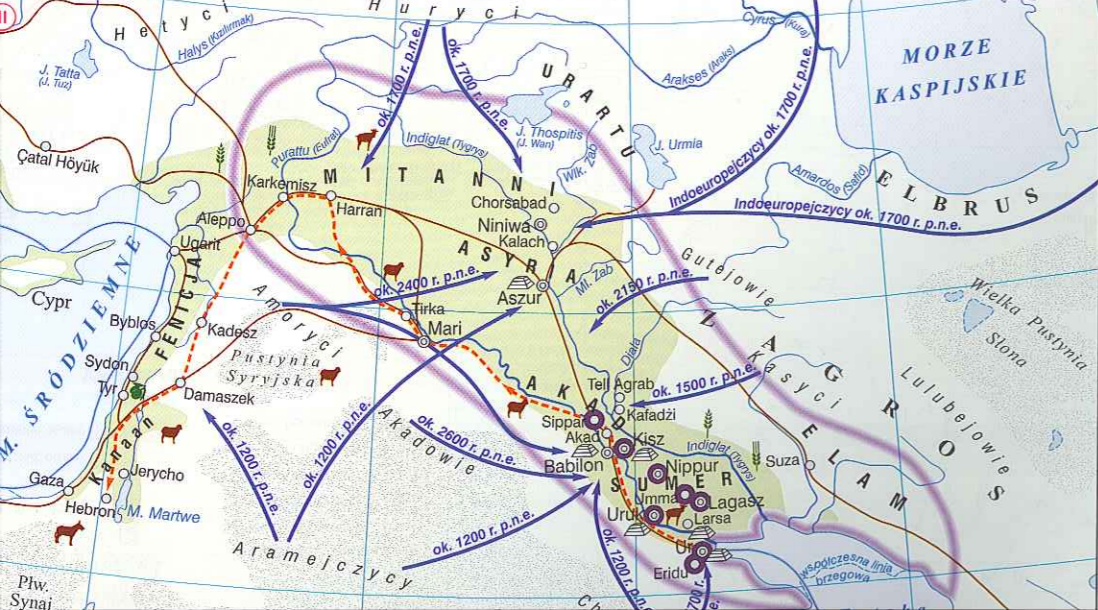 II
Hetyci
Huryci
Halys (Kizilirmak)
Cyrus (Kura)
MORZE
KASPIJSKIE
J. Tatta
(J. Tuz)
ok. 1700 r. p.n.e.
ok. 1700 r. p.n.e.
URARTU
Arakses (Araks)
Indoeuropejczycy ok. 1700 r. p.n.e.
J. Thospitis
(J. Wan)
J. Urmia
Çatal Höyük
Purattu (Eufrat)
Indiglat (Tygrys)
Wlk. Zab
Amardos (Safid)
ELBRUS
MITANNI
Karkemisz
Harran
Chorsabad
Indoeuropejczycy ok. 1700 r. p.n.e.
Aleppo
Niniwa
Kalach
Ugarit
ASYRIA
Gutejowie
M. ŚRÓDZIEMNE
Cypr
FENICJA
Amoryci
ok. 2400 r. p.n.e.
Mł. Zab
Aszur
ok. 2150 r. p.n.e.
Wielka Pustynia
Słona
Byblos
Kadesz
Tirka
Mari
ZAGROS
Pustynia
Syryjska
Diala
Kasyci
Sydon
Tyr
Damaszek
AKAD
Tell Agrab
ok. 1500 r. p.n.e.
Kafadżi
Lulubejowie
Kanaan
ok. 1200 r. p.n.e.
ok. 1200 r. p.n.e.
Akadowie
Sippar
Akad
Kisz
ELAM
ok. 2600 r. p.n.e.
Babilon
Indiglat (Tygrys)
Suza
Jerycho
Nippur
SUMER
Gaza
Hebron
M. Martwe
Umma
Lagasz
Uruk
Larsa
Aramejczycy
ok. 1200 r. p.n.e.
Ur
Eridu
współczesna linia
brzegowa
ok. 1200 r. p.n.e.
700 r.
Płw.
Synaj
Ch